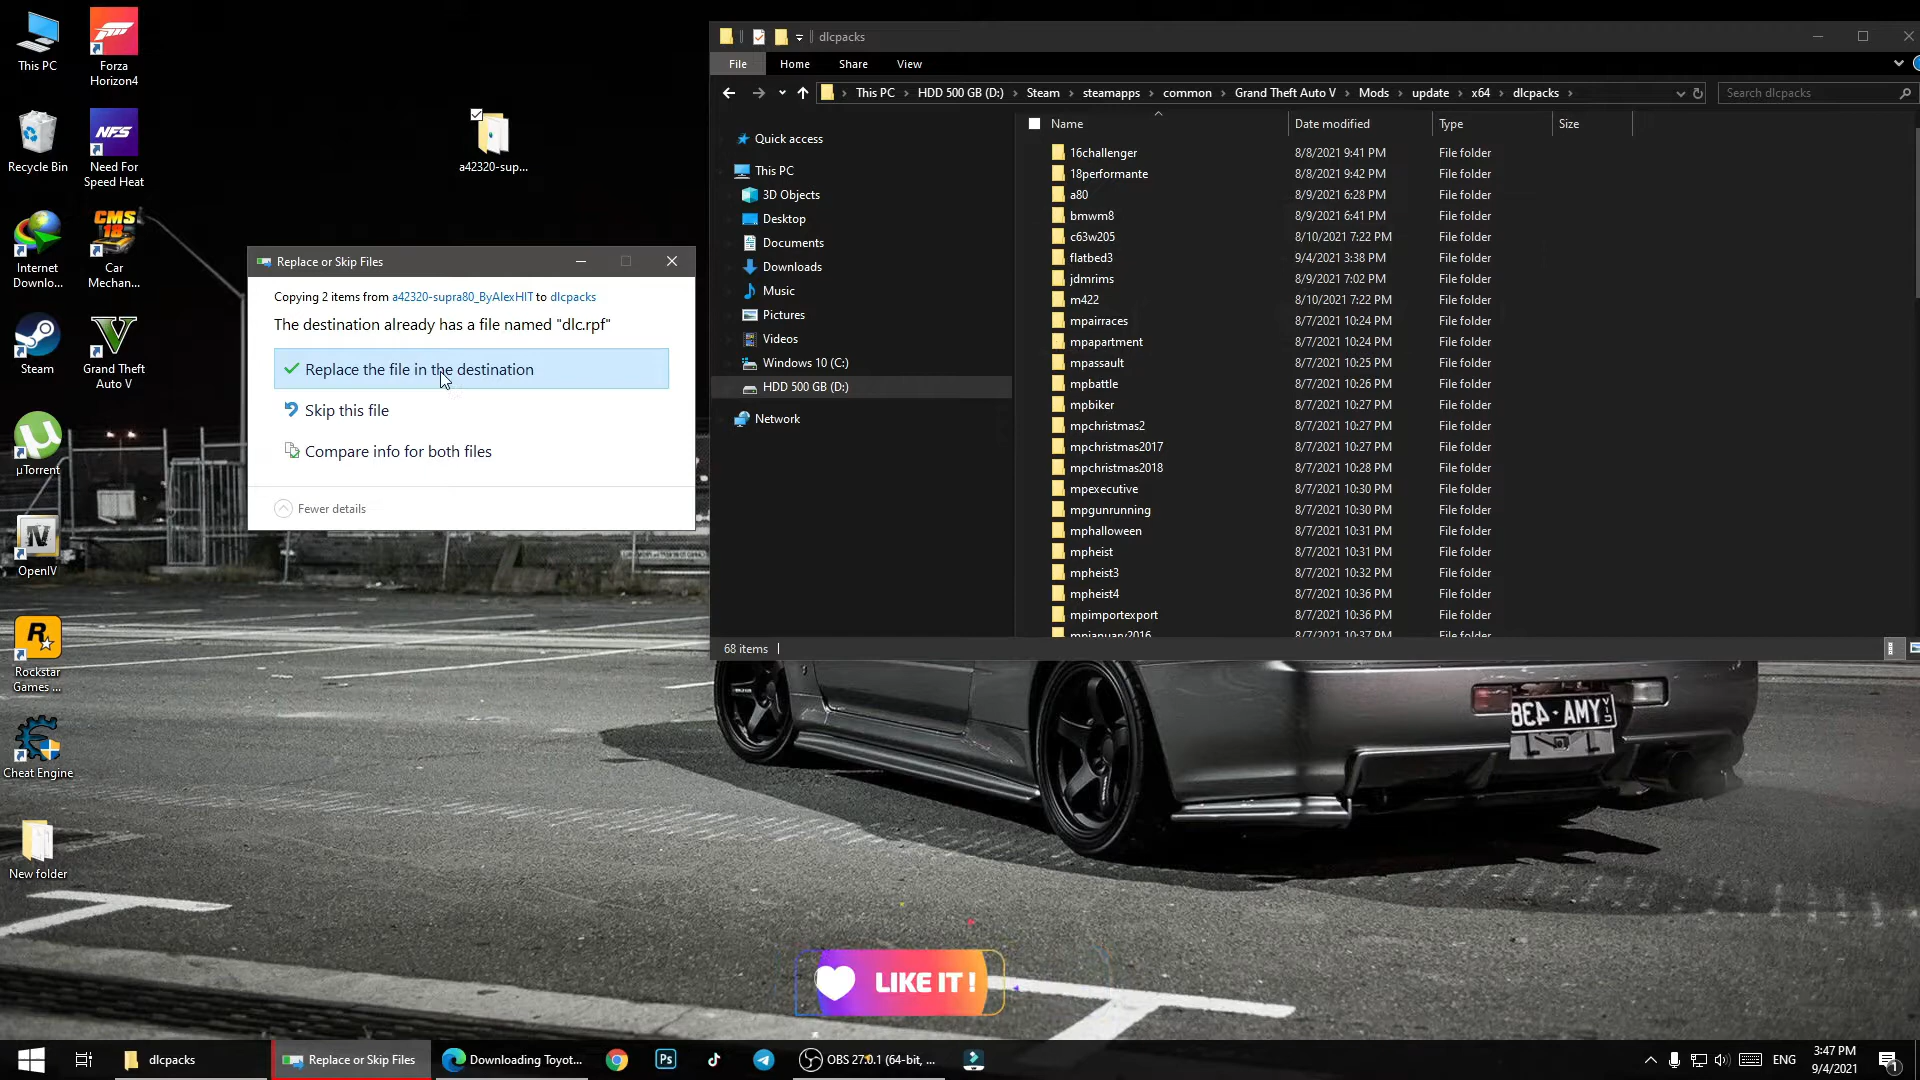 This PC
Forza
Horizon4
Recycle Bin
NFS
Need For
Speed Heat
Internet
Downlo...
CMS
18
Car
Mechan...
Steam
Grand Theft
Auto V
µTorrent
OpenIV
R
Rockstar
Games ...
Cheat Engine
New folder
a42320-sup...
Replace or Skip Files
Copying 2 items from a42320-supra80_ByAlexHIT to dlcpacks
The destination already has a file named "dlc.rpf"
Replace the file in the destination
Skip this file
Compare info for both files
Fewer details
dlcpacks
File Home Share View
This PC HDD 500 GB (D:) Steam steamapps common Grand Theft Auto V Mods update x64 dlcpacks
Search dlcpacks
Quick access
This PC
3D Objects
Desktop
Documents
Downloads
Music
Pictures
Videos
Windows 10 (C:)
HDD 500 GB (D:)
Network
Name Date modified Type Size
16challenger 8/8/2021 9:41 PM File folder
18performante 8/8/2021 9:42 PM File folder
a80 8/9/2021 6:28 PM File folder
bmwm8 8/9/2021 6:41 PM File folder
c63w205 8/10/2021 7:22 PM File folder
flatbed3 9/4/2021 3:38 PM File folder
jdmrims 8/9/2021 7:02 PM File folder
m422 8/10/2021 7:22 PM File folder
mpairraces 8/7/2021 10:24 PM File folder
mpapartment 8/7/2021 10:24 PM File folder
mpassault 8/7/2021 10:25 PM File folder
mpbattle 8/7/2021 10:26 PM File folder
mpbiker 8/7/2021 10:27 PM File folder
mpchristmas2 8/7/2021 10:27 PM File folder
mpchristmas2017 8/7/2021 10:27 PM File folder
mpchristmas2018 8/7/2021 10:28 PM File folder
mpexecutive 8/7/2021 10:30 PM File folder
mpgunrunning 8/7/2021 10:30 PM File folder
mphalloween 8/7/2021 10:31 PM File folder
mpheist 8/7/2021 10:31 PM File folder
mpheist3 8/7/2021 10:32 PM File folder
mpheist4 8/7/2021 10:36 PM File folder
mpimportexport 8/7/2021 10:36 PM File folder
mpjanuary2016 8/7/2021 10:37 PM File folder
68 items
YMA·438
LIKE IT !
dlcpacks
Replace or Skip Files
Downloading Toyot...
Ps
OBS 27.0.1 (64-bit, ...
ENG
3:47 PM
9/4/2021
1